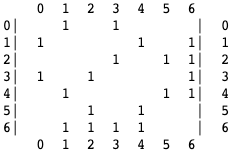 0 1 2 3 4 5 6
0|     1     1       | 0
1| 1       1   1| 1
2|       1   1 1| 2
3| 1   1       1| 3
4|   1       1 1| 4
5|     1   1     | 5
6|   1 1 1 1     | 6
0 1 2 3 4 5 6